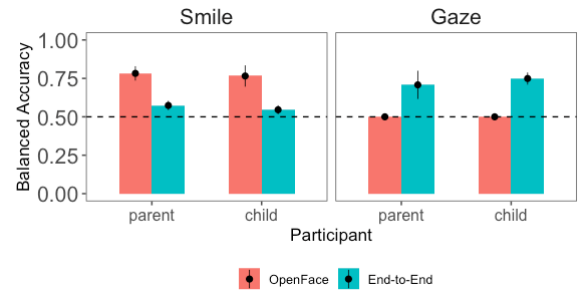 Smile Gaze
1.00
0.75
0.50
0.25
0.00
Balanced Accuracy
parent child parent child
Participant
OpenFace End-to-End